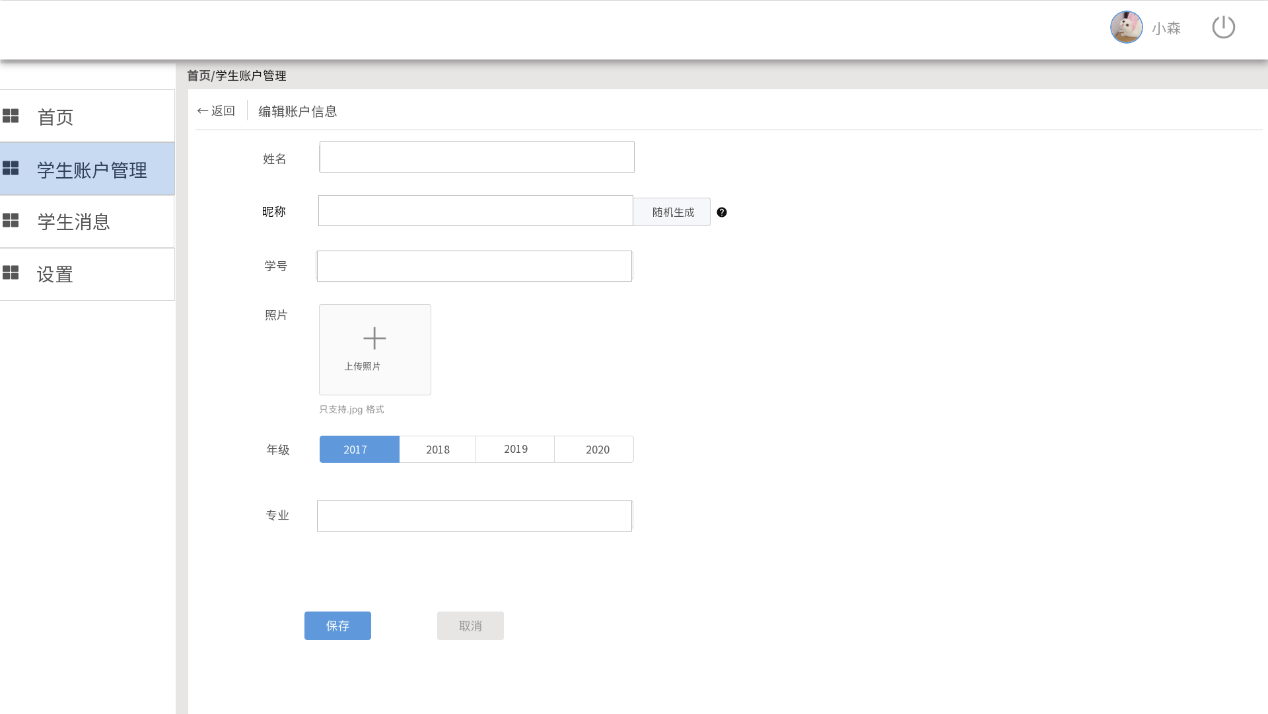 小森
首页/学生账户管理
首页
学生账户管理
学生消息
设置
← 返回
编辑账户信息
姓名
昵称
随机生成
?
学号
照片
上传照片
只支持.jpg 格式
年级
2017
2018
2019
2020
专业
保存
取消